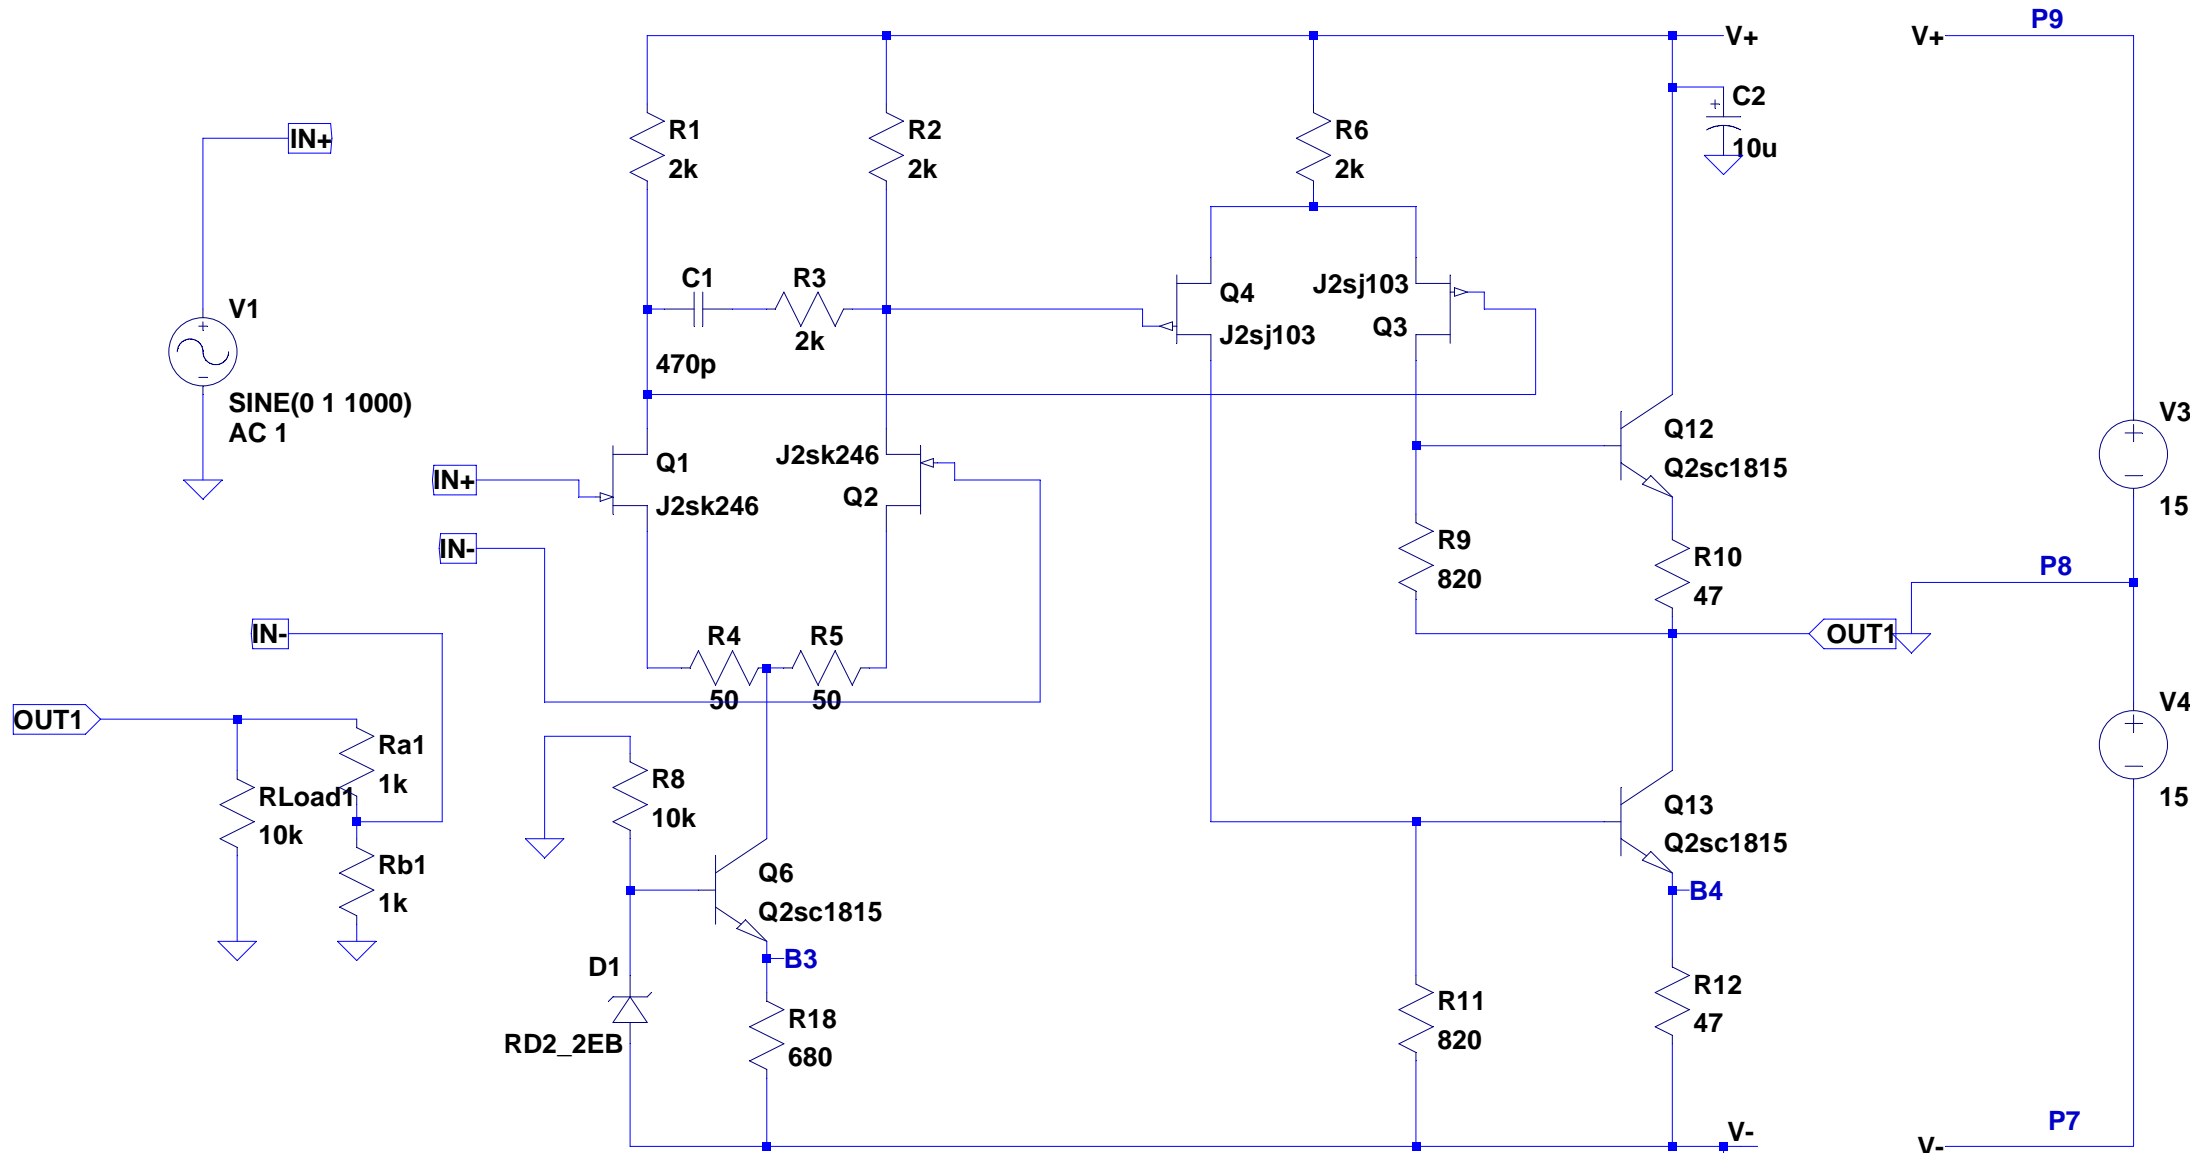 P9
V+
V+
C2
10u
R1
2k
R2
2k
R6
2k
IN+
V1
SINE(0 1 1000)
AC 1
C1
470p
R3
2k
Q4
J2sj103
J2sj103
Q3
V3
15
Q12
Q2sc1815
IN+
Q1
J2sk246
J2sk246
Q2
IN-
R9
820
R10
47
P8
OUT1
IN-
R4
50
R5
50
OUT1
Ra1
1k
RLoad1
10k
Rb1
1k
R8
10k
V4
15
Q13
Q2sc1815
Q6
Q2sc1815
B4
B3
D1
RD2_2EB
R18
680
R11
820
R12
47
V-
P7
V-